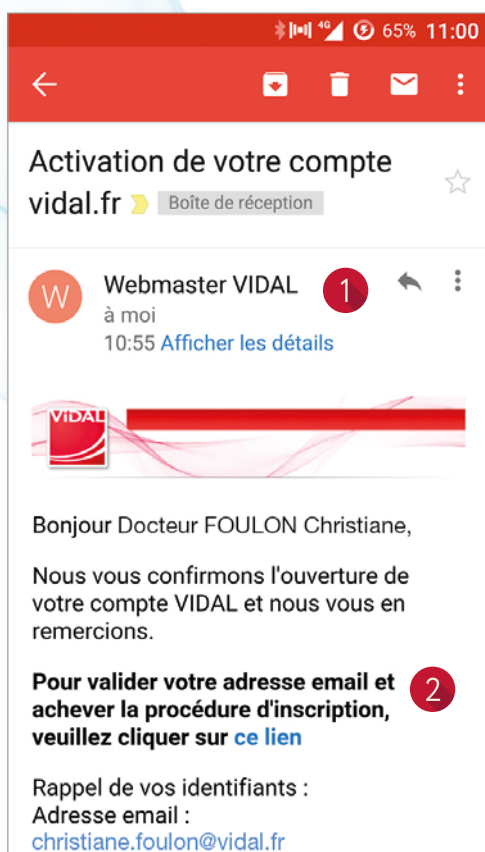 4G 65% 11:00
Activation de votre compte
vidal.fr Boîte de réception
W
Webmaster VIDAL 1
à moi
10:55 Afficher les détails
VIDAL
Bonjour Docteur FOULON Christiane,
Nous vous confirmons l'ouverture de
votre compte VIDAL et nous vous en
remercions.
Pour valider votre adresse email et 2
achever la procédure d'inscription,
veuillez cliquer sur ce lien
Rappel de vos identifiants :
Adresse email :
christiane.foulon@vidal.fr